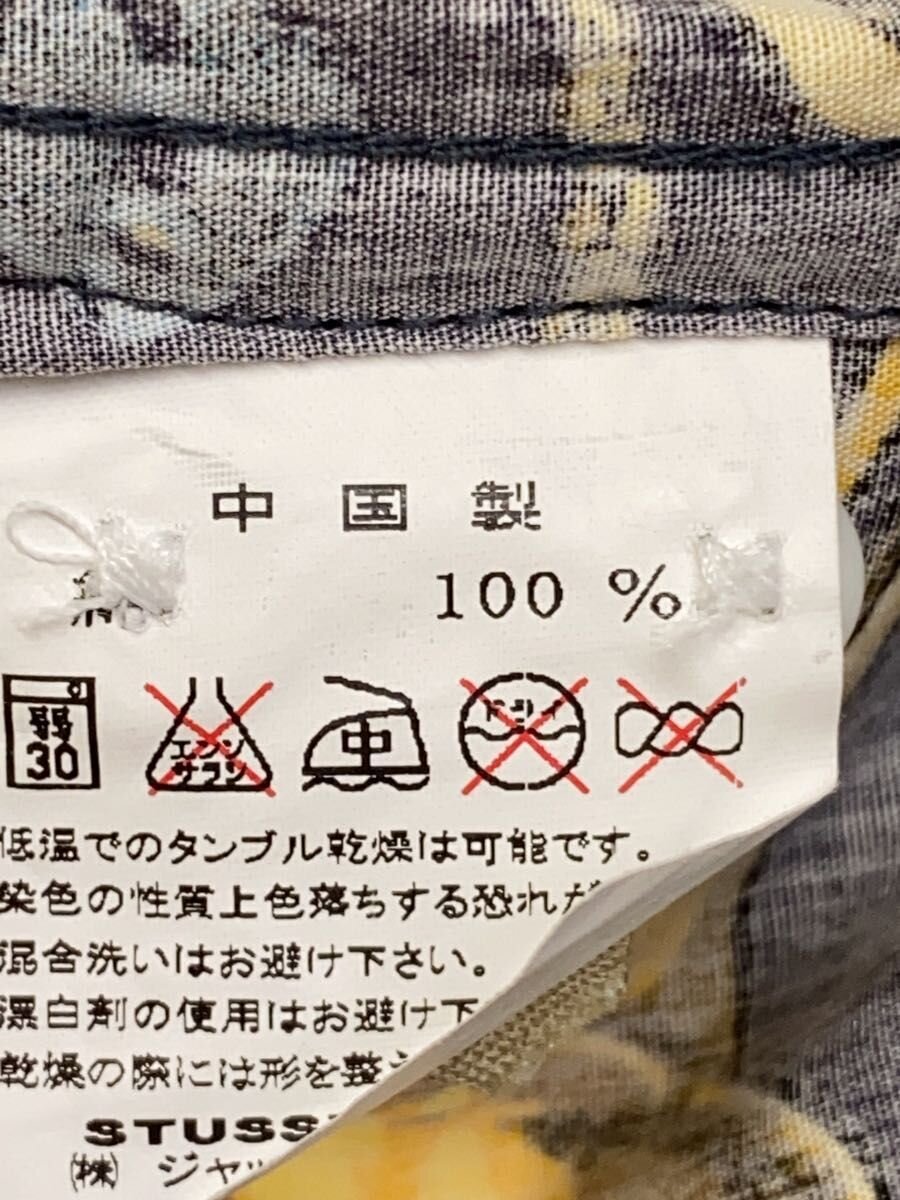 中国製
100 %
弱 30
エンソ サラシ
中
ドライ
低温でのタンブル乾燥は可能です。
染色の性質上色落ちする恐れが
混合洗いはお避け下さい。
漂白剤の使用はお避け下
乾燥の際には形を整え
STUSS
㈱ ジャッ